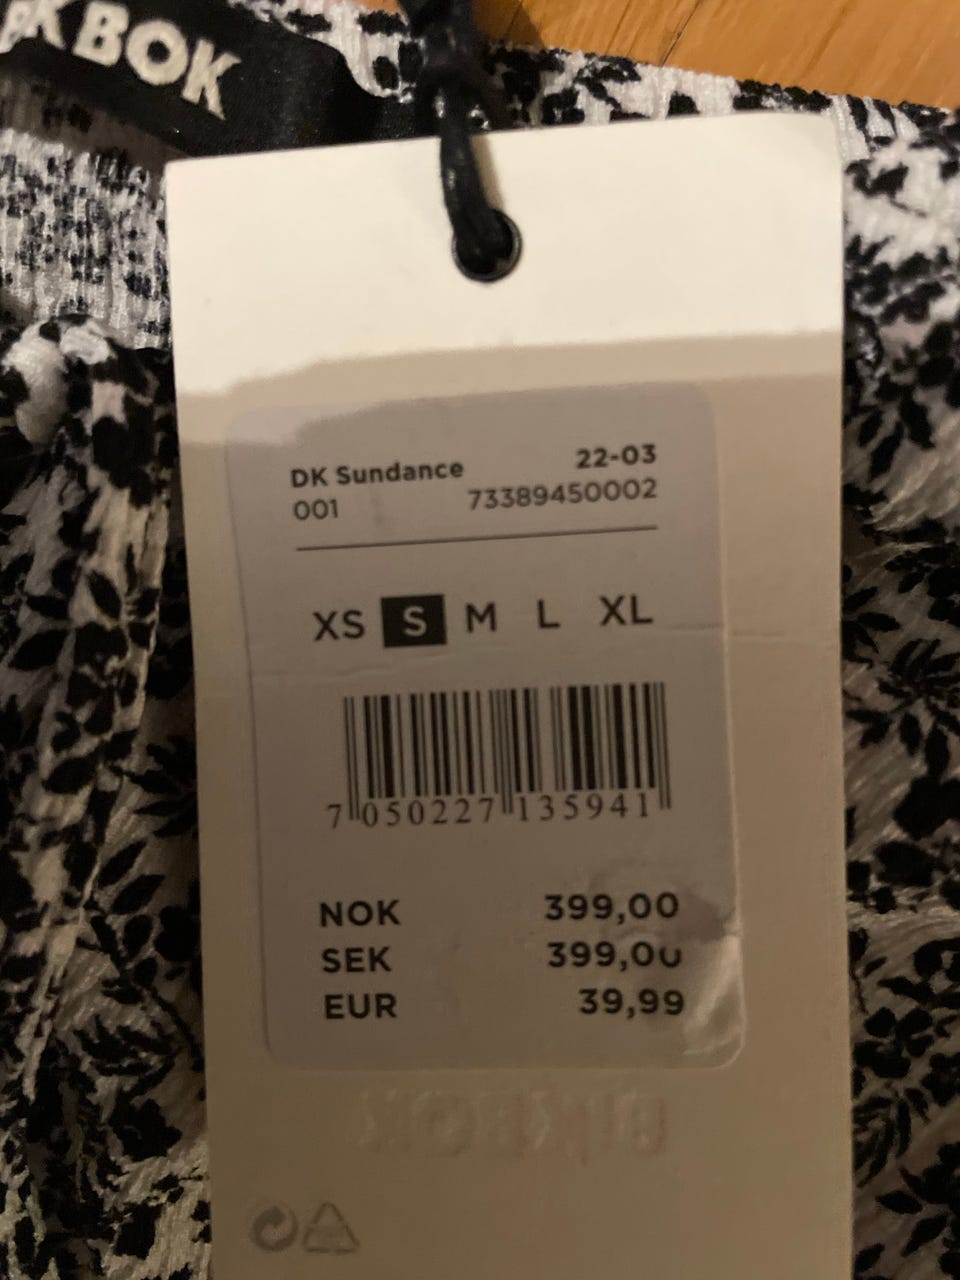 KBOK
DK Sundance 22-03
001 73389450002
XS S M L XL
7 050227 135941
NOK 399,00
SEK 399,00
EUR 39,99
BIKBOK